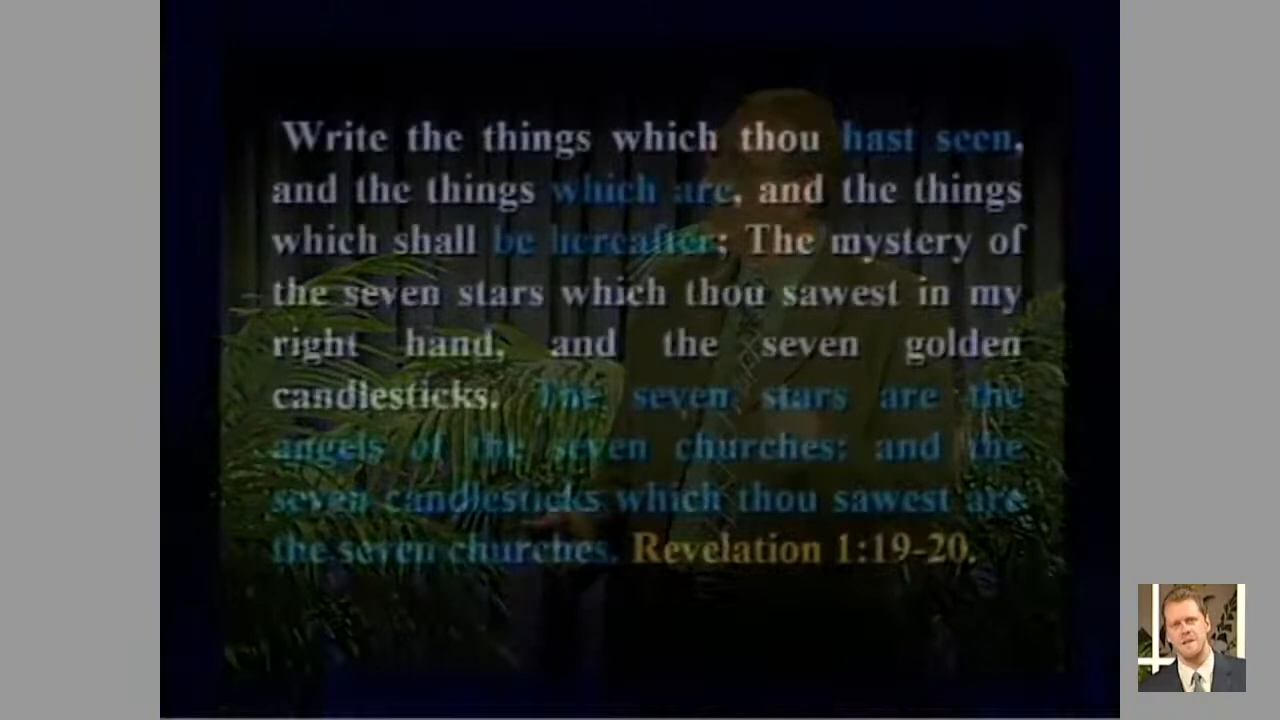 Write the things which thou hast seen,
and the things which are, and the things
which shall be hereafter; The mystery of
the seven stars which thou sawest in my
right hand, and the seven golden
candlesticks. The seven stars are the
angels of the seven churches: and the
seven candlesticks which thou sawest are
the seven churches. Revelation 1:19-20.